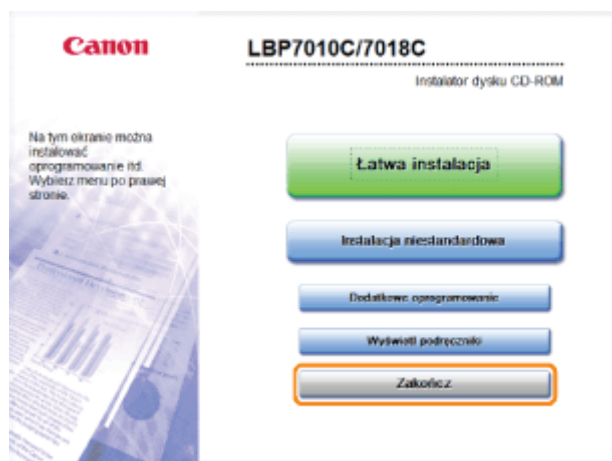 Canon
LBP7010C/7018C
Instalator dysku CD-ROM
Na tym ekranie można
instalować
oprogramowanie itd.
Wybierz menu po prawej
stronie.
Łatwa instalacja
Instalacja niestandardowa
Dodatkowe oprogramowanie
Wyświetl podręczniki
Zakończ